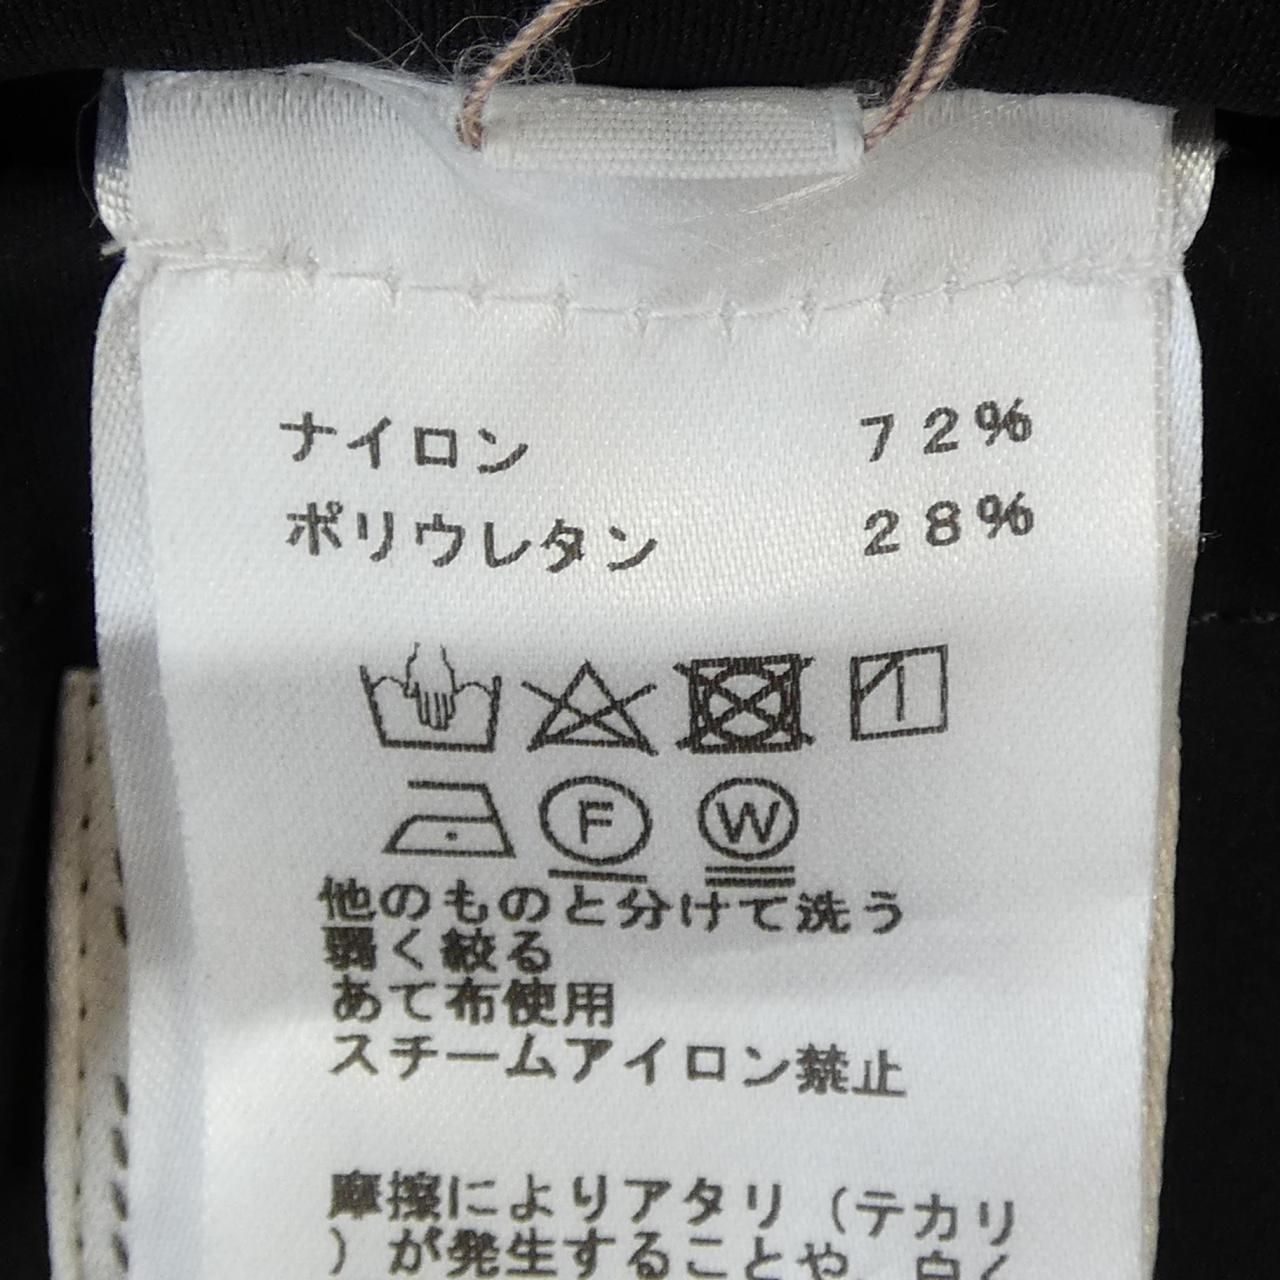 ナイロン 72%
ポリウレタン 28%
F W
他のものと分けて洗う
弱く絞る
あて布使用
スチームアイロン禁止
摩擦によりアタリ（テカリ
）が発生することや、白く